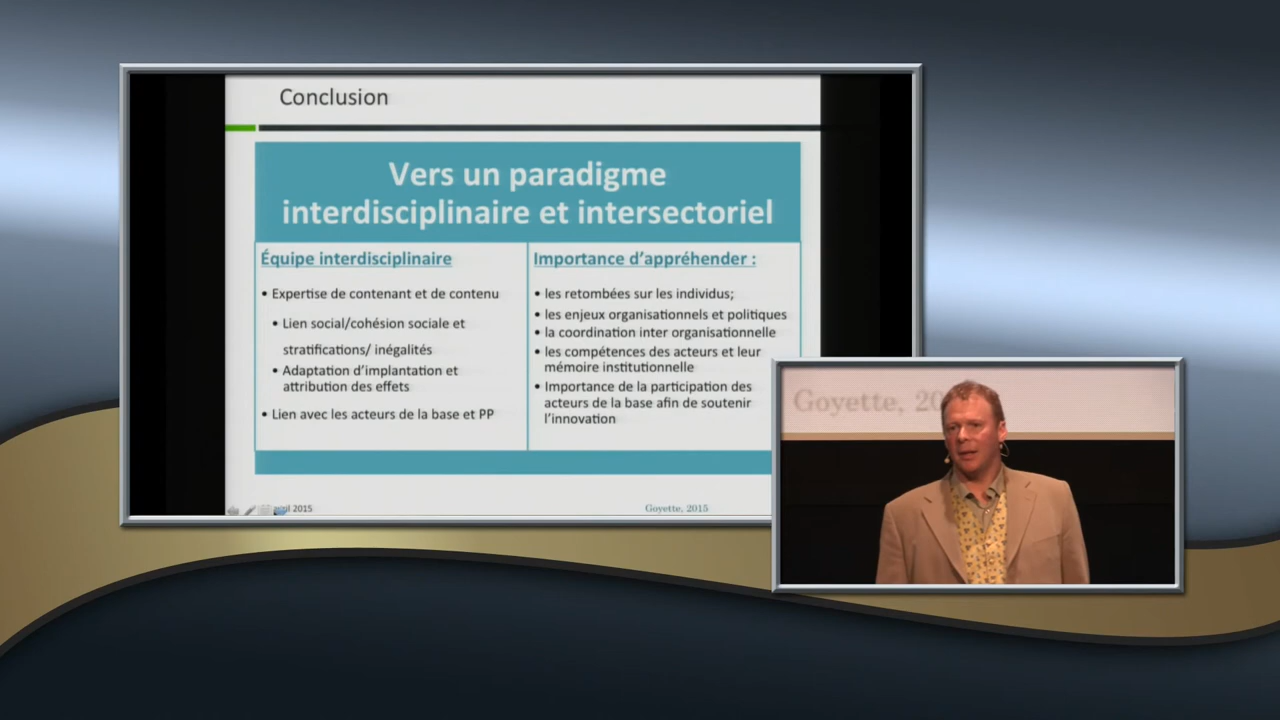 Conclusion
Vers un paradigme
interdisciplinaire et intersectoriel
Équipe interdisciplinaire
• Expertise de contenant et de contenu
• Lien social/cohésion sociale et
stratifications/ inégalités
• Adaptation d’implantation et
attribution des effets
• Lien avec les acteurs de la base et PP
Importance d’appréhender :
• les retombées sur les individus;
• les enjeux organisationnels et politiques
• la coordination inter organisationnelle
• les compétences des acteurs et leur
mémoire institutionnelle
• Importance de la participation des
acteurs de la base afin de soutenir
l’innovation
avril 2015
Goyette, 2015
Goyette, 20